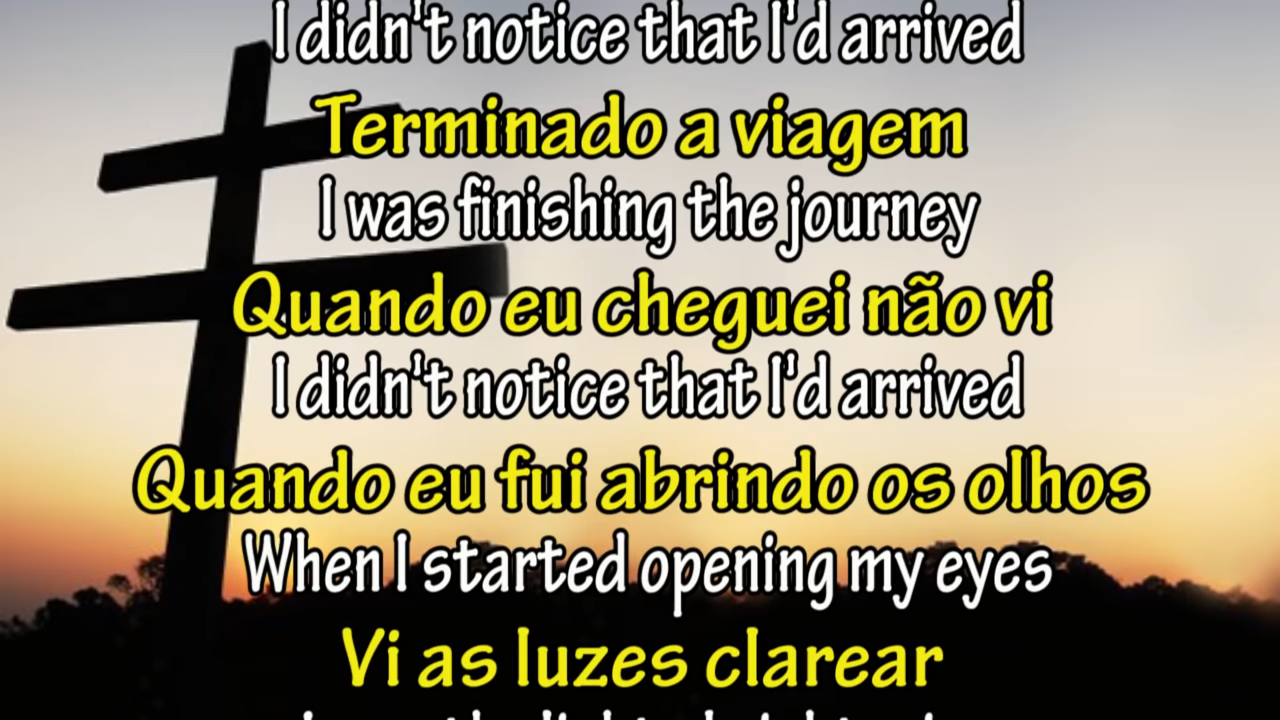 I didn't notice that I'd arrived
Terminado a viagem
I was finishing the journey
Quando eu cheguei não vi
I didn't notice that I'd arrived
Quando eu fui abrindo os olhos
When I started opening my eyes
Vi as luzes clarear